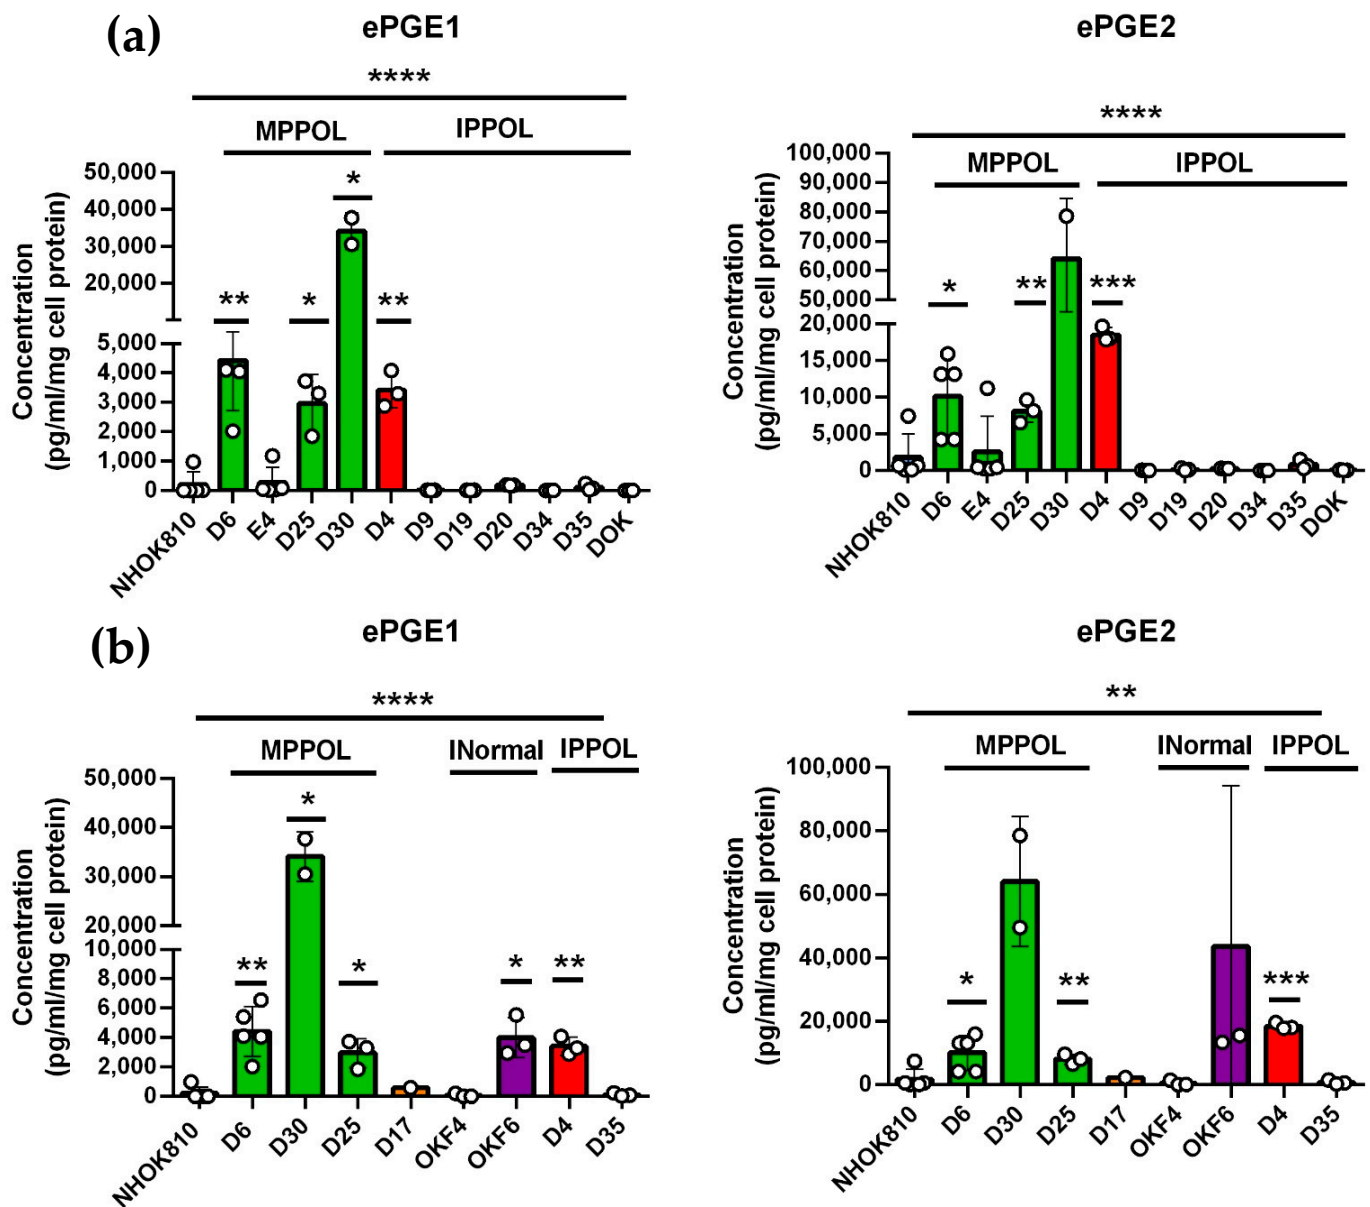 (a)
ePGE1
****
MPPOL
IPPOL
50,000
40,000
30,000
20,000
5,000
4,000
3,000
2,000
1,000
0
Concentration
(pg/ml/mg cell protein)
**
*
*
**
NHOK810
D6
E4
D25
D30
D4
D9
D19
D20
D34
D35
DOK
ePGE2
****
MPPOL
IPPOL
100,000
90,000
80,000
70,000
60,000
50,000
20,000
15,000
10,000
5,000
0
Concentration
(pg/ml/mg cell protein)
*
**
***
NHOK810
D6
E4
D25
D30
D4
D9
D19
D20
D34
D35
DOK
(b)
ePGE1
****
MPPOL
INormal
IPPOL
50,000
40,000
30,000
20,000
10,000
8,000
6,000
4,000
2,000
0
Concentration
(pg/ml/mg cell protein)
**
*
*
*
**
NHOK810
D6
D30
D25
D17
OKF4
OKF6
D4
D35
ePGE2
**
MPPOL
INormal
IPPOL
100,000
80,000
60,000
40,000
20,000
0
Concentration
(pg/ml/mg cell protein)
*
**
***
NHOK810
D6
D30
D25
D17
OKF4
OKF6
D4
D35